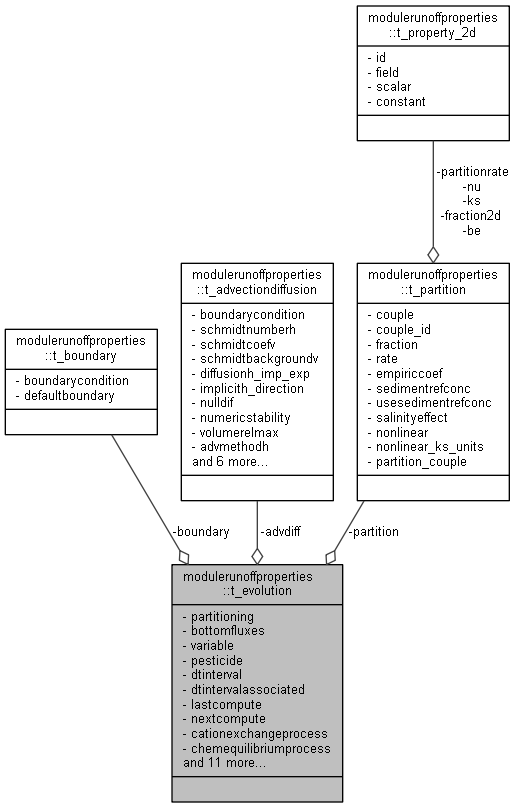 modulerunoffproperties
::t_property_2d
- id
- field
- scalar
- constant
-partitionrate
-nu
-ks
-fraction2d
-be
modulerunoffproperties
::t_boundary
- boundarycondition
- defaultboundary
modulerunoffproperties
::t_advectiondiffusion
- boundarycondition
- schmidtnumberh
- schmidtcoefv
- schmidtbackgroundv
- diffusionh_imp_exp
- implicith_direction
- nulldif
- numericstability
- volumerelmax
- advmethodh
and 6 more...
modulerunoffproperties
::t_partition
- couple
- couple_id
- fraction
- rate
- empiriccoef
- sedimentrefconc
- usesedimentrefconc
- salinityeffect
- nonlinear
- nonlinear_ks_units
- partition_couple
-boundary
-advdiff
-partition
modulerunoffproperties
::t_evolution
- partitioning
- bottomfluxes
- variable
- pesticide
- dtinterval
- dtintervalassociated
- lastcompute
- nextcompute
- cationexchangeprocess
- chemequilibriumprocess
and 11 more...